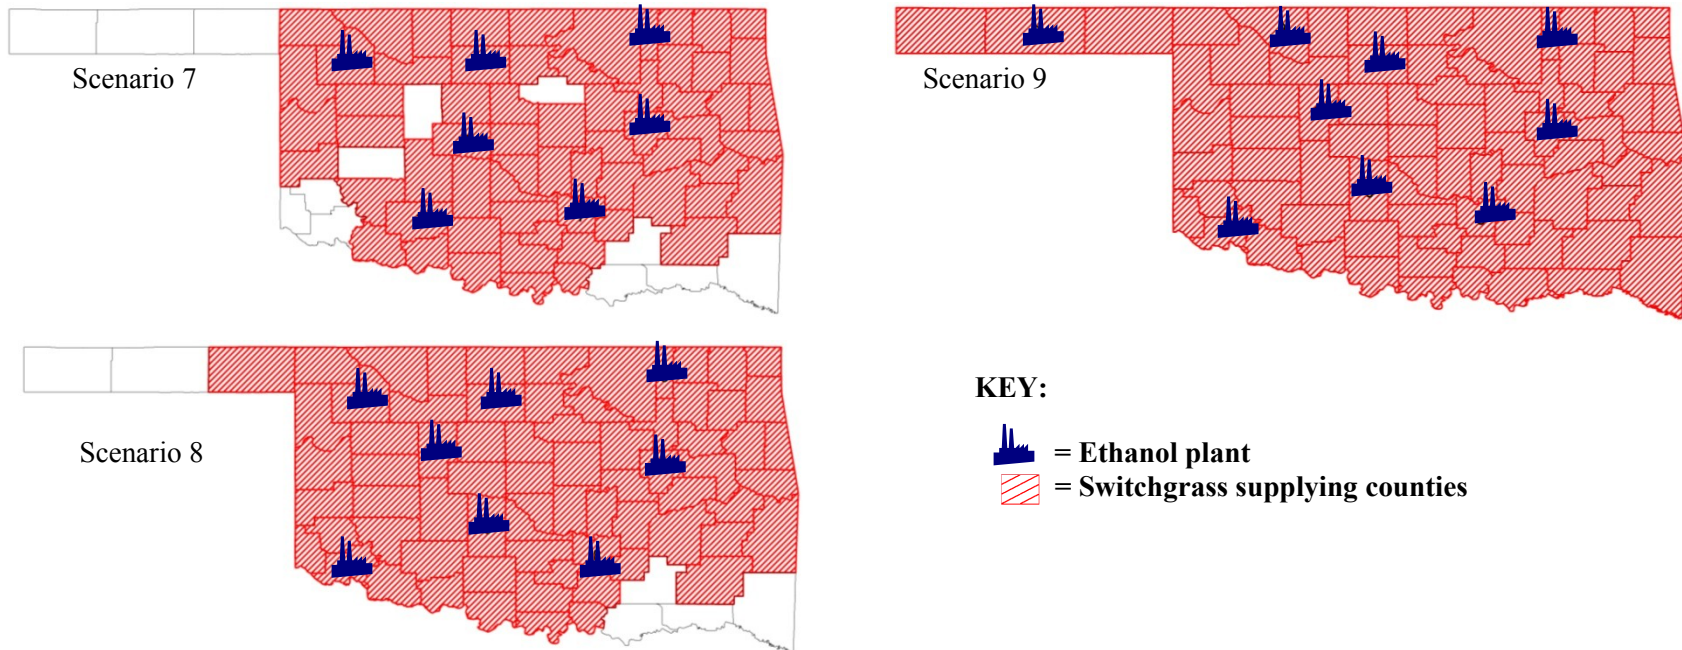 Scenario 7
Scenario 9
Scenario 8
KEY:
= Ethanol plant
= Switchgrass supplying counties